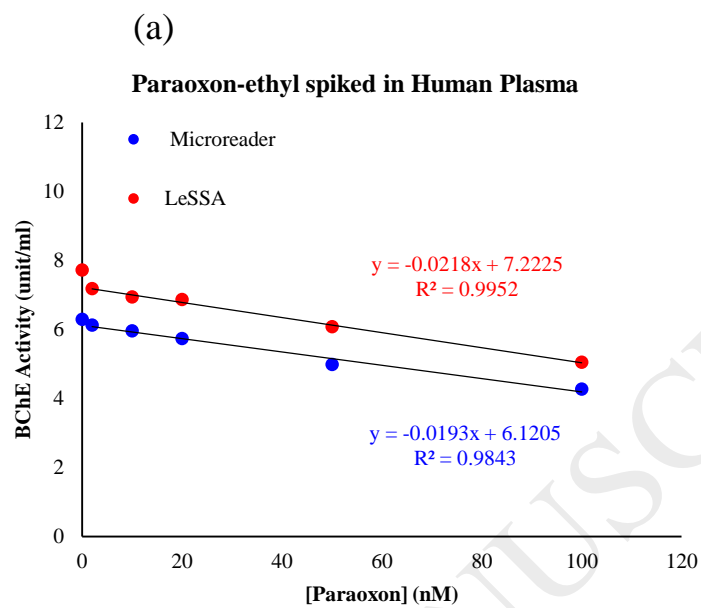 (a)
Paraoxon-ethyl spiked in Human Plasma
12
10
8
6
4
2
0
BChE Activity (unit/ml)
Microreader
LeSSA
y = -0.0218x + 7.2225
R² = 0.9952
y = -0.0193x + 6.1205
R² = 0.9843
0 20 40 60 80 100 120
[Paraoxon] (nM)
NUSC